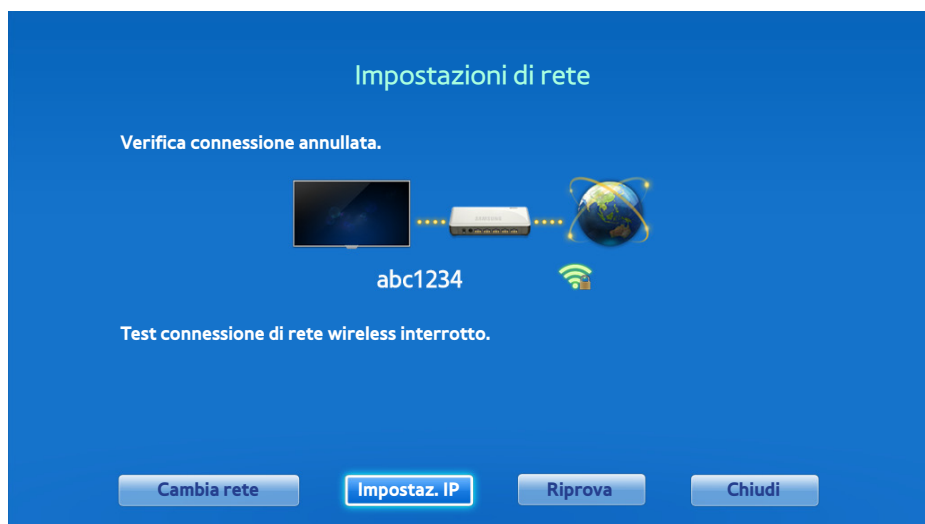 Impostazioni di rete
Verifica connessione annullata.
SAMSUNG
abc1234
Test connessione di rete wireless interrotto.
Cambia rete
Impostaz. IP
Riprova
Chiudi